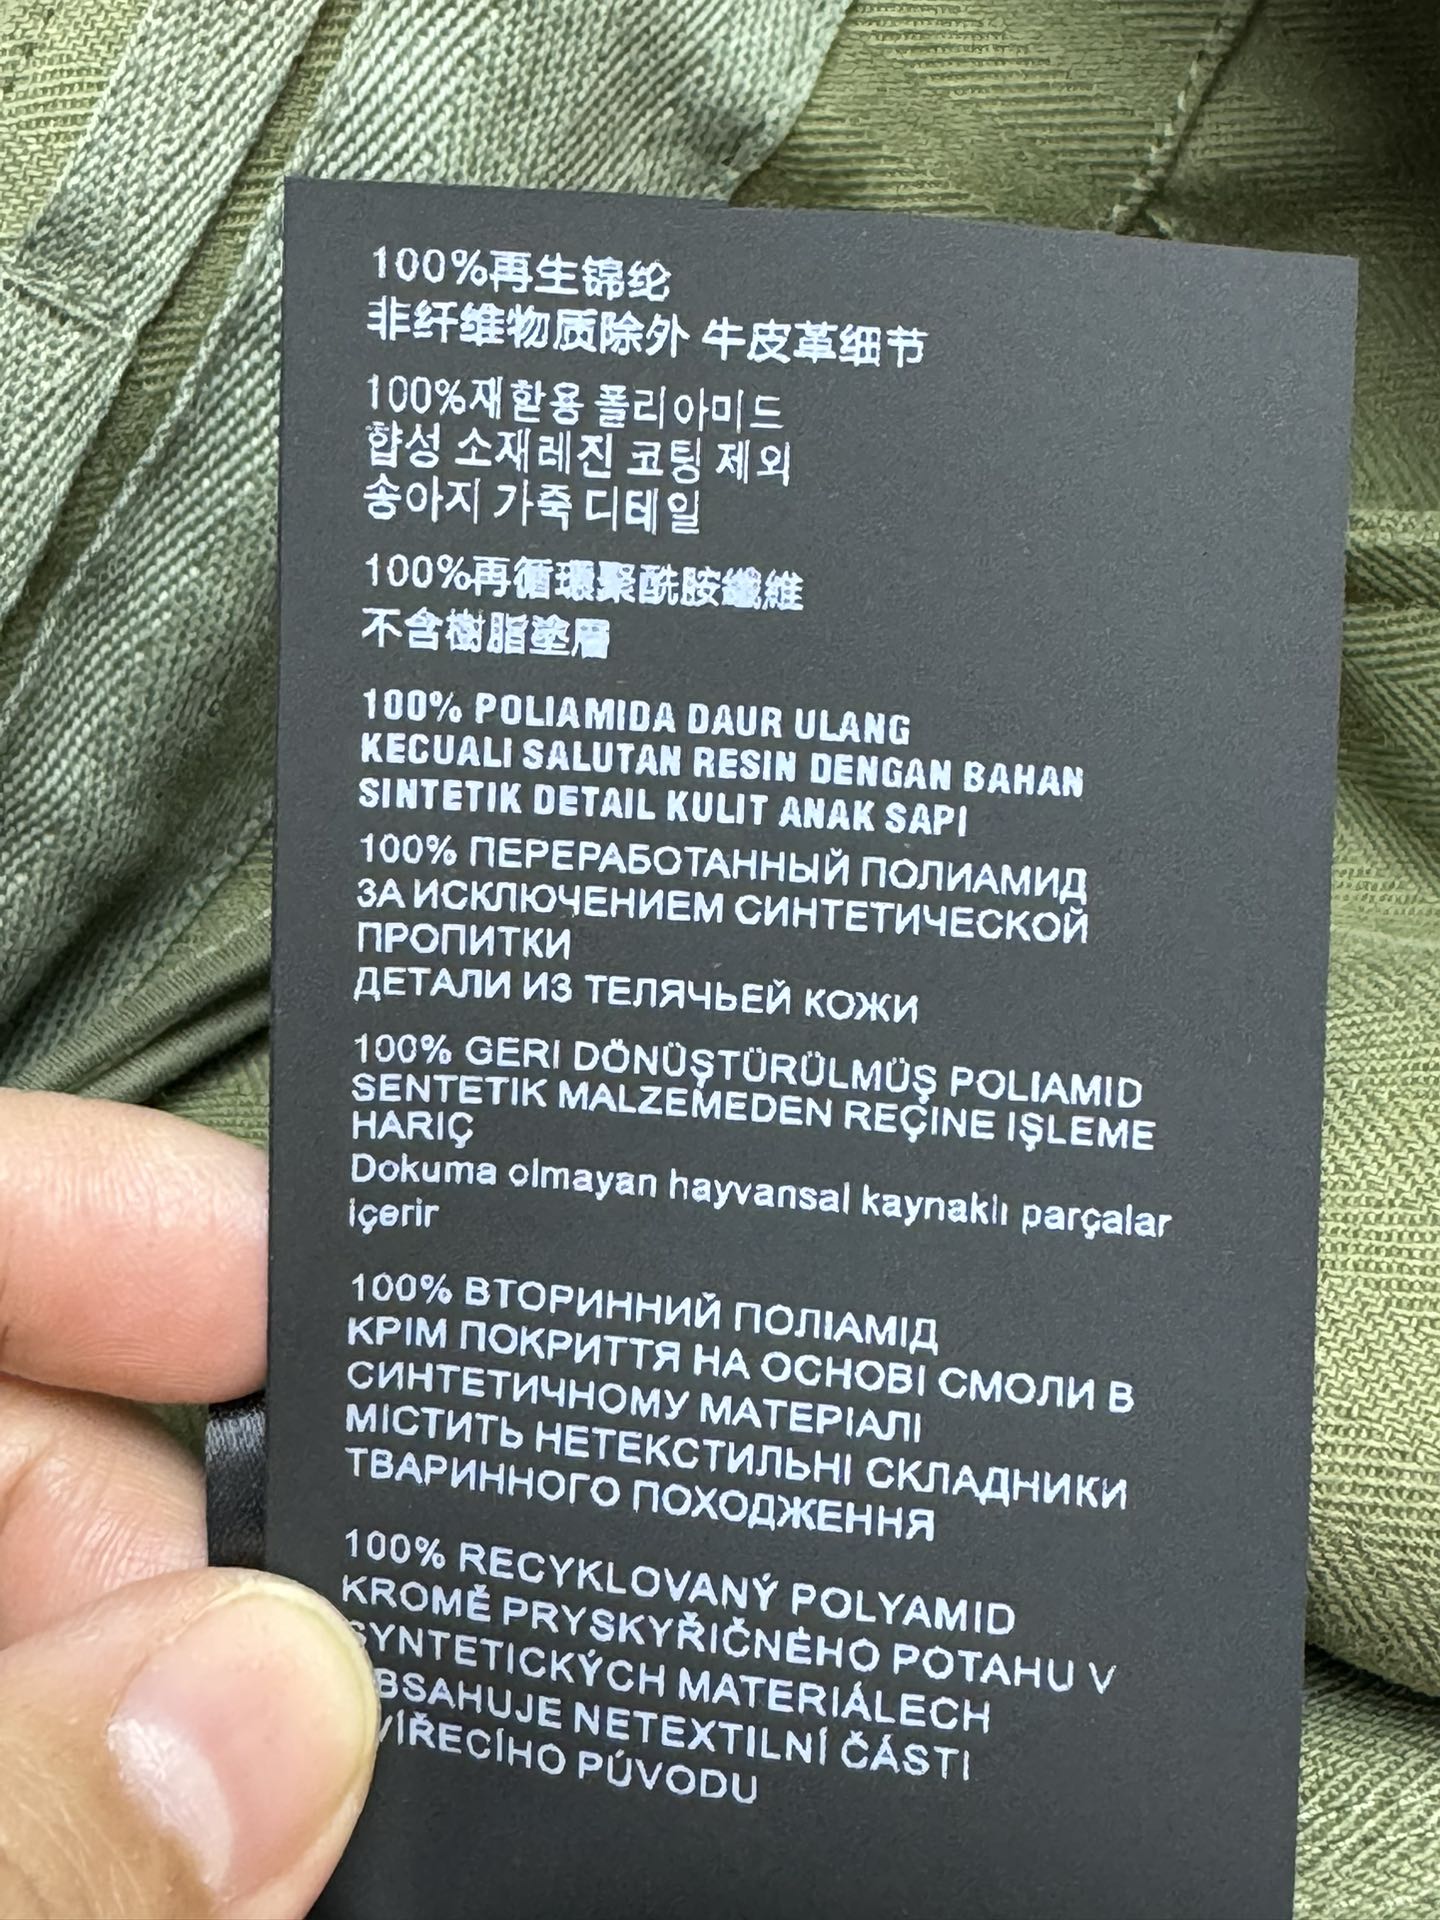 100%再生锦纶
非纤维物质除外 牛皮革细节
100%재활용 폴리아미드
합성 소재레진 코팅 제외
송아지 가죽 디테일
100%再循環聚酰胺纖維
不含樹脂塗層
100% POLIAMIDA DAUR ULANG
KECUALI SALUTAN RESIN DENGAN BAHAN
SINTETIK DETAIL KULIT ANAK SAPI
100% ПЕРЕРАБОТАННЫЙ ПОЛИАМИД
ЗА ИСКЛЮЧЕНИЕМ СИНТЕТИЧЕСКОЙ
ПРОПИТКИ
ДЕТАЛИ ИЗ ТЕЛЯЧЬЕЙ КОЖИ
100% GERI DÖNÜŞTÜRÜLMÜŞ POLIAMID
SENTETIK MALZEMEDEN REÇINE IŞLEME
HARIÇ
Dokuma olmayan hayvansal kaynaklı parçalar
içerir
100% ВТОРИННИЙ ПОЛІАМІД
КРІМ ПОКРИТТЯ НА ОСНОВІ СМОЛИ В
СИНТЕТИЧНОМУ МАТЕРІАЛІ
МІСТИТЬ НЕТЕКСТИЛЬНІ СКЛАДНИКИ
ТВАРИННОГО ПОХОДЖЕННЯ
100% RECYKLOVANÝ POLYAMID
KROMĚ PRYSKYŘIČNÉHO POTAHU V
SYNTETICKÝCH MATERIÁLECH
OBSAHUJE NETEXTILNÍ ČÁSTI
VÍŘECÍHO PÚVODU